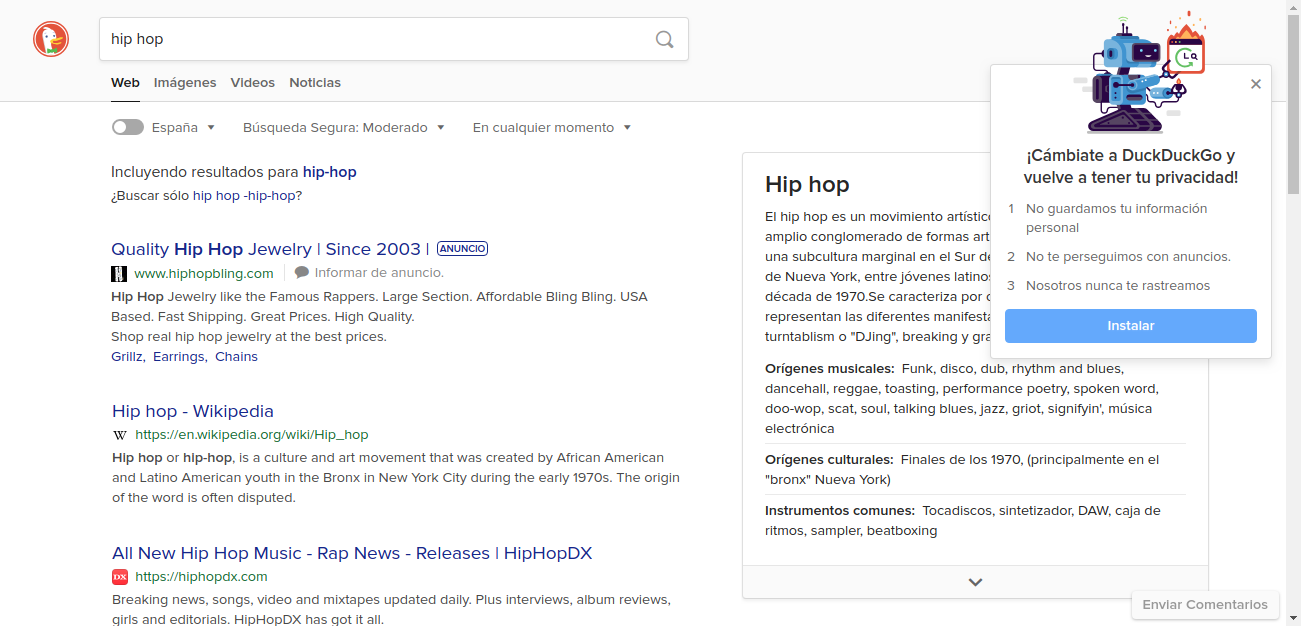 hip hop
Web Imágenes Videos Noticias
España Búsqueda Segura: Moderado En cualquier momento
Incluyendo resultados para hip-hop
¿Buscar sólo hip hop -hip-hop?
Quality Hip Hop Jewelry | Since 2003 | ANUNCIO
www.hiphopbling.com Informar de anuncio.
Hip Hop Jewelry like the Famous Rappers. Large Section. Affordable Bling Bling. USA
Based. Fast Shipping. Great Prices. High Quality.
Shop real hip hop jewelry at the best prices.
Grillz, Earrings, Chains
Hip hop - Wikipedia
W https://en.wikipedia.org/wiki/Hip_hop
Hip hop or hip-hop, is a culture and art movement that was created by African American
and Latino American youth in the Bronx in New York City during the early 1970s. The origin
of the word is often disputed.
All New Hip Hop Music - Rap News - Releases | HipHopDX
DX https://hiphopdx.com
Breaking news, songs, video and mixtapes updated daily. Plus interviews, album reviews,
girls and editorials. HipHopDX has got it all.
Hip hop
El hip hop es un movimiento artístico
amplio conglomerado de formas art
una subcultura marginal en el Sur de
de Nueva York, entre jóvenes latinos
década de 1970.Se caracteriza por c
representan las diferentes manifesta
turntablism o "DJing", breaking y gra
Orígenes musicales: Funk, disco, dub, rhythm and blues,
dancehall, reggae, toasting, performance poetry, spoken word,
doo-wop, scat, soul, talking blues, jazz, griot, signifyin', música
electrónica
Orígenes culturales: Finales de los 1970, (principalmente en el
"bronx" Nueva York)
Instrumentos comunes: Tocadiscos, sintetizador, DAW, caja de
ritmos, sampler, beatboxing
¡Cámbiate a DuckDuckGo y
vuelve a tener tu privacidad!
1 No guardamos tu información
personal
2 No te perseguimos con anuncios.
3 Nosotros nunca te rastreamos
Instalar
Enviar Comentarios